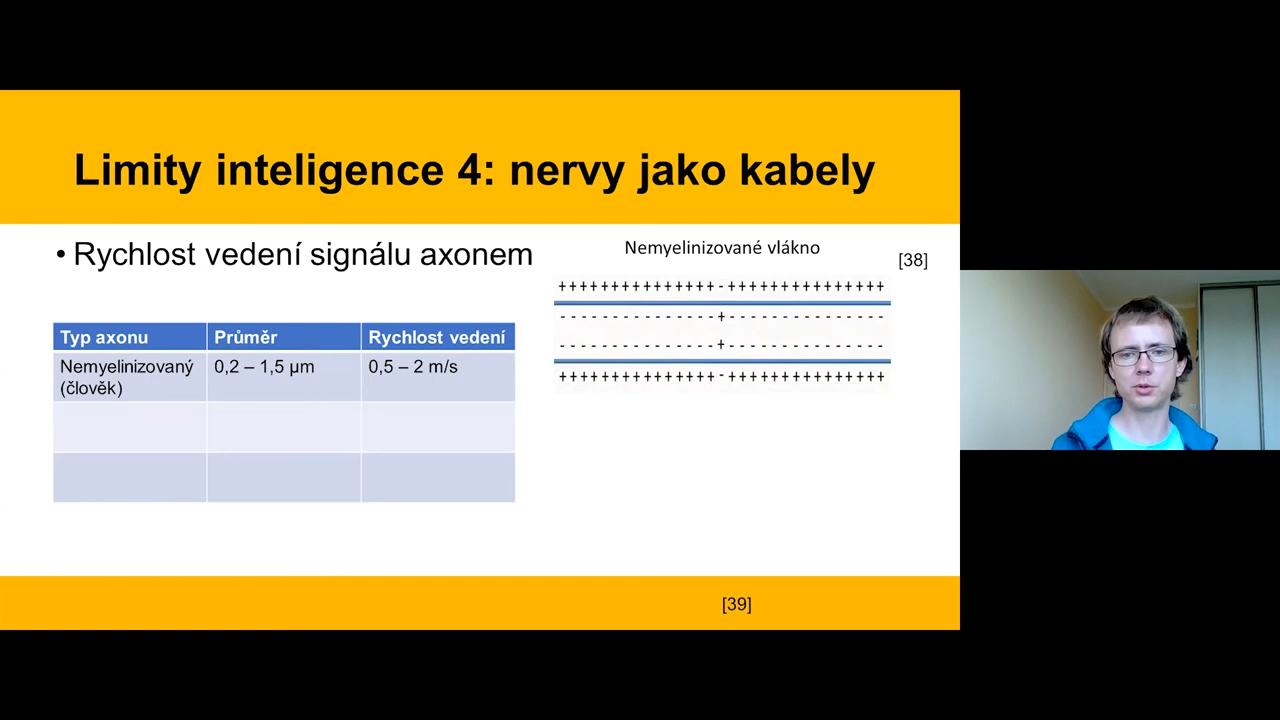 Limity inteligence 4: nervy jako kabely
• Rychlost vedení signálu axonem
Nemyelinizované vlákno
[38]
+++++++++++++++-+++++++++++++++
---------------+---------------
---------------+---------------
+++++++++++++++-+++++++++++++++
Typ axonu Průměr Rychlost vedení
Nemyelinizovaný 0,2 – 1,5 µm 0,5 – 2 m/s
(člověk)
[39]